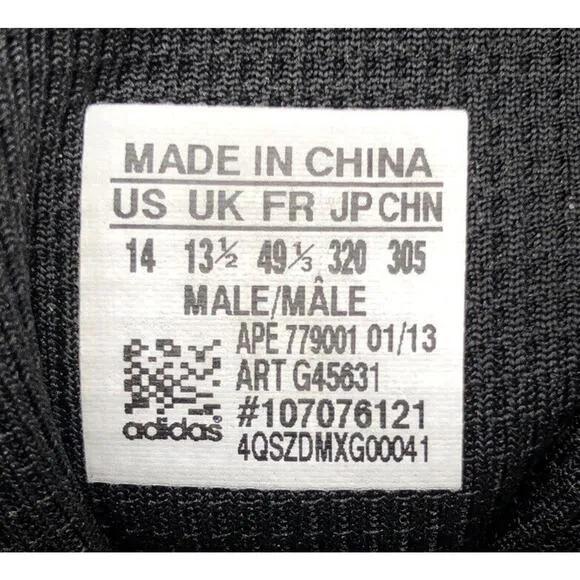 MADE IN CHINA
US UK FR JP CHN
14 13½ 49⅓ 320 305
MALE/MÂLE
APE 779001 01/13
ART G45631
#107076121
adidas®
4QSZDMXG00041